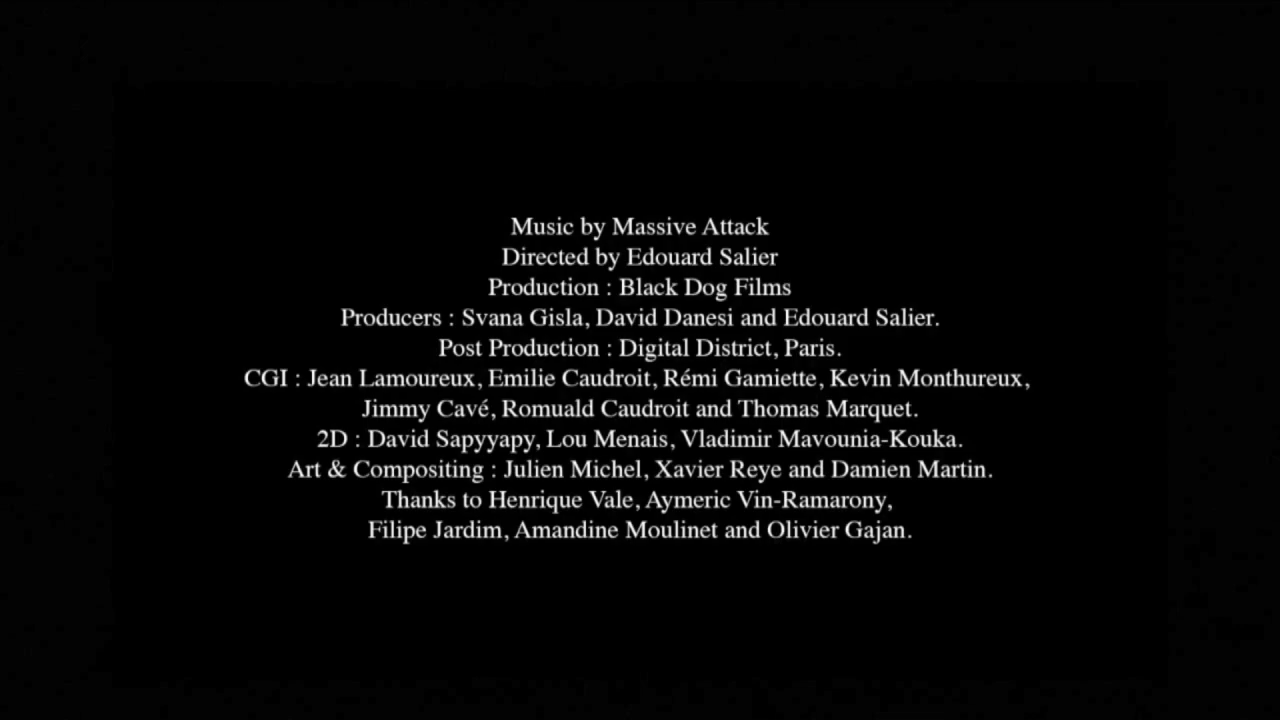 Music by Massive Attack
Directed by Edouard Salier
Production : Black Dog Films
Producers : Svana Gisla, David Danesi and Edouard Salier.
Post Production : Digital District, Paris.
CGI : Jean Lamoureux, Emilie Caudroit, Rémi Gamiette, Kevin Monthureux,
Jimmy Cavé, Romuald Caudroit and Thomas Marquet.
2D : David Sapyyapy, Lou Menais, Vladimir Mavounia-Kouka.
Art & Compositing : Julien Michel, Xavier Reye and Damien Martin.
Thanks to Henrique Vale, Aymeric Vin-Ramarony,
Filipe Jardim, Amandine Moulinet and Olivier Gajan.